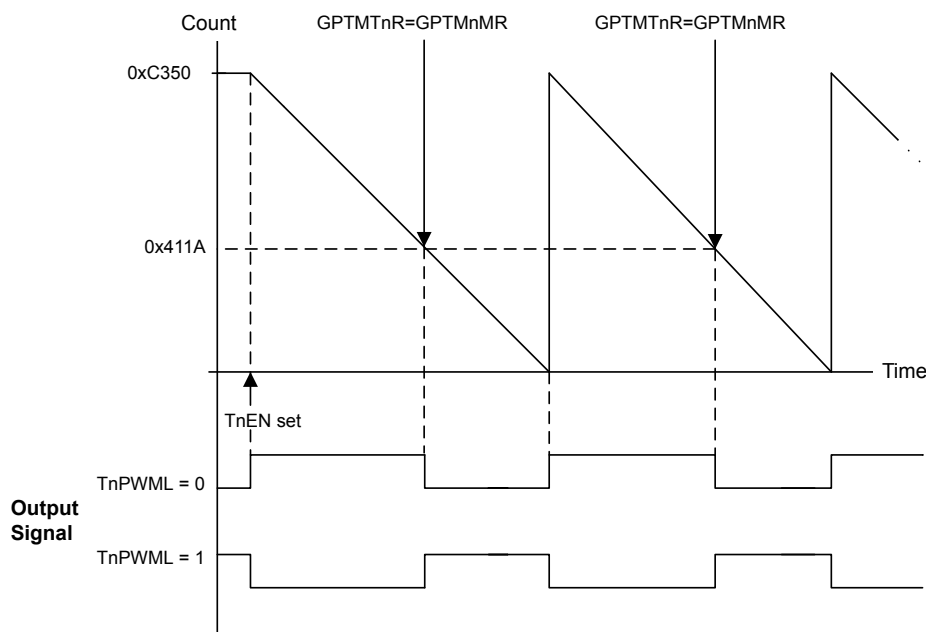 Count
GPTMTnR=GPTMnMR
GPTMTnR=GPTMnMR
0xC350
0x411A
Time
TnEN set
TnPWML = 0
Output
Signal
TnPWML = 1